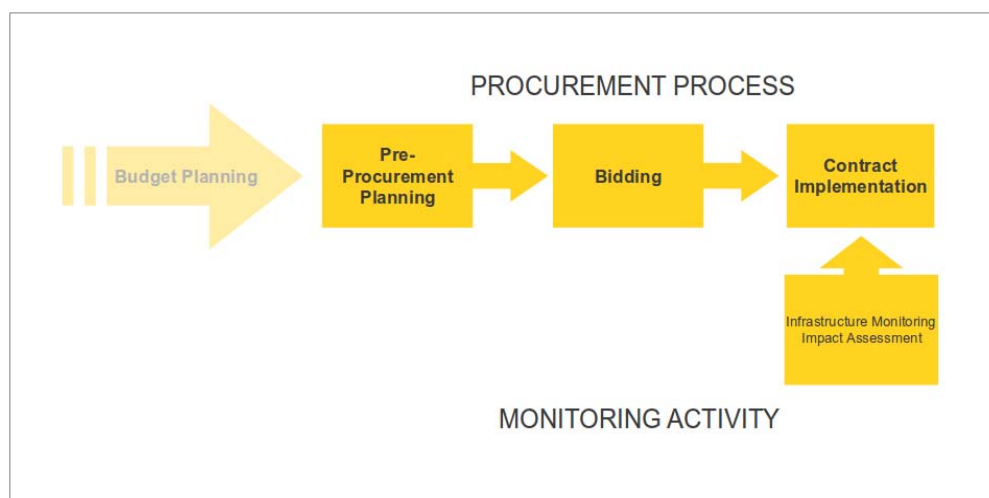 PROCUREMENT PROCESS
Budget Planning
Pre-
Procurement
Planning
Bidding
Contract
Implementation
Infrastructure Monitoring
Impact Assessment
MONITORING ACTIVITY